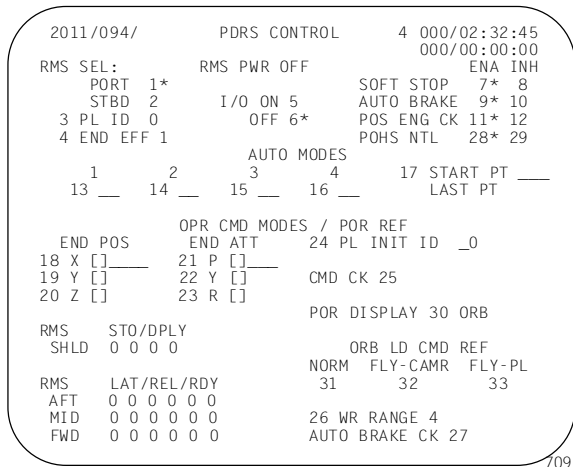 2011/094/ PDRS CONTROL 4 000/02:32:45
000/00:00:00
RMS SEL: RMS PWR OFF ENA INH
PORT 1* SOFT STOP 7* 8
STBD 2 I/O ON 5 AUTO BRAKE 9* 10
3 PL ID 0 OFF 6* POS ENG CK 11* 12
4 END EFF 1 POHS NTL 28* 29
AUTO MODES
1 2 3 4 17 START PT ___
13 __ 14 __ 15 __ 16 __ LAST PT
OPR CMD MODES / POR REF
END POS END ATT 24 PL INIT ID _0
18 X []____ 21 P []___
19 Y [] 22 Y [] CMD CK 25
20 Z [] 23 R []
POR DISPLAY 30 ORB
RMS STO/DPLY
SHLD 0 0 0 0 ORB LD CMD REF
NORM FLY-CAMR FLY-PL
RMS LAT/REL/RDY 31 32 33
AFT 0 0 0 0 0 0
MID 0 0 0 0 0 0 26 WR RANGE 4
FWD 0 0 0 0 0 0 AUTO BRAKE CK 27
709